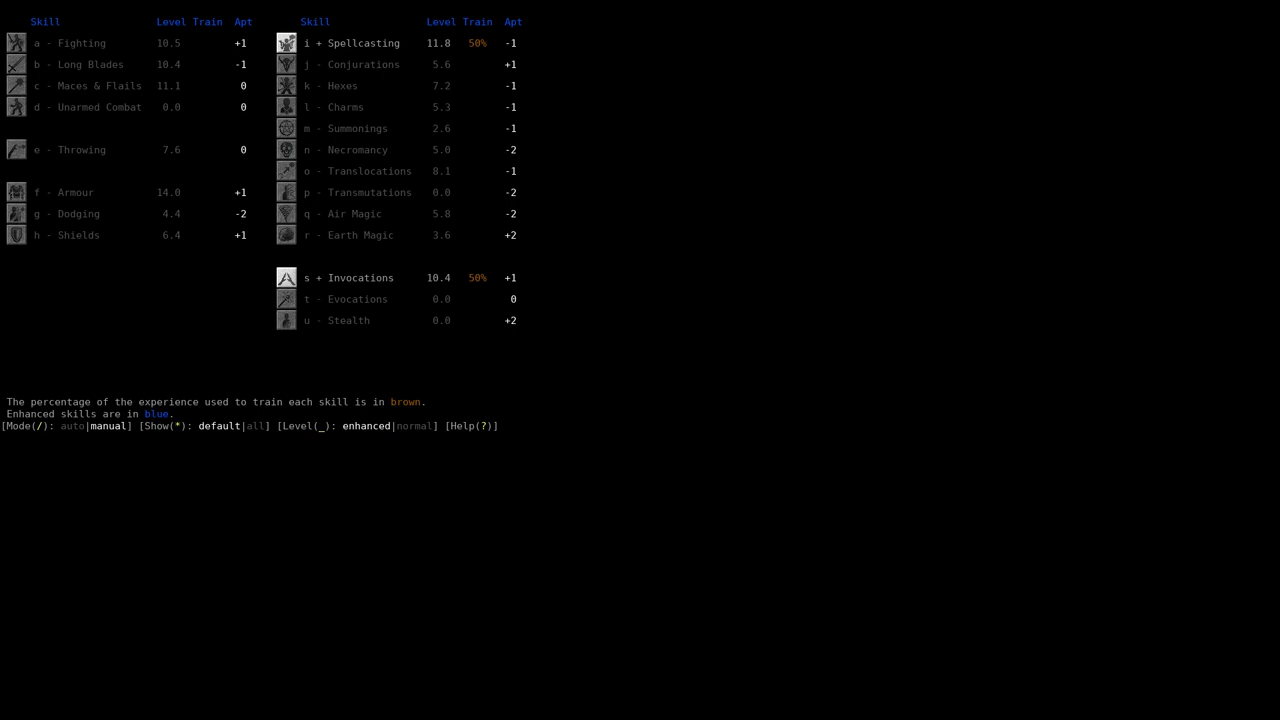 Skill Level Train Apt Skill Level Train Apt
a - Fighting 10.5 +1 i + Spellcasting 11.8 50% -1
b - Long Blades 10.4 -1 j - Conjurations 5.6 +1
c - Maces & Flails 11.1 0 k - Hexes 7.2 -1
d - Unarmed Combat 0.0 0 l - Charms 5.3 -1
m - Summonings 2.6 -1
e - Throwing 7.6 0 n - Necromancy 5.0 -2
o - Translocations 8.1 -1
f - Armour 14.0 +1 p - Transmutations 0.0 -2
g - Dodging 4.4 -2 q - Air Magic 5.8 -2
h - Shields 6.4 +1 r - Earth Magic 3.6 +2
s + Invocations 10.4 50% +1
t - Evocations 0.0 0
u - Stealth 0.0 +2
The percentage of the experience used to train each skill is in brown.
Enhanced skills are in blue.
[Mode(/): auto|manual] [Show(*): default|all] [Level(_): enhanced|normal] [Help(?)]